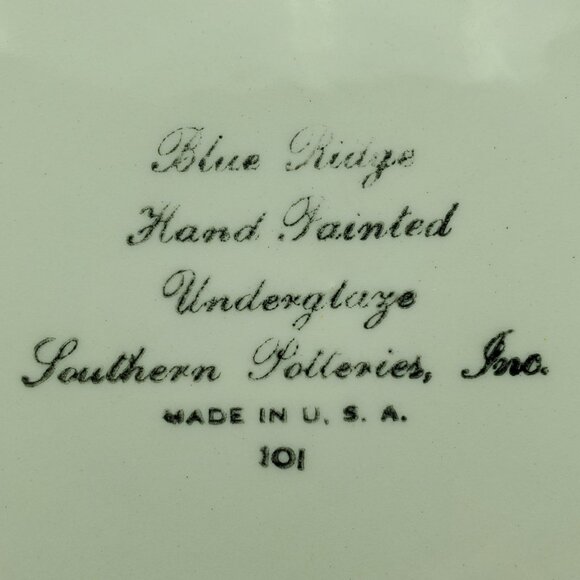 Blue Ridge
Hand Painted
Underglaze
Southern Potteries, Inc.
MADE IN U. S. A.
101